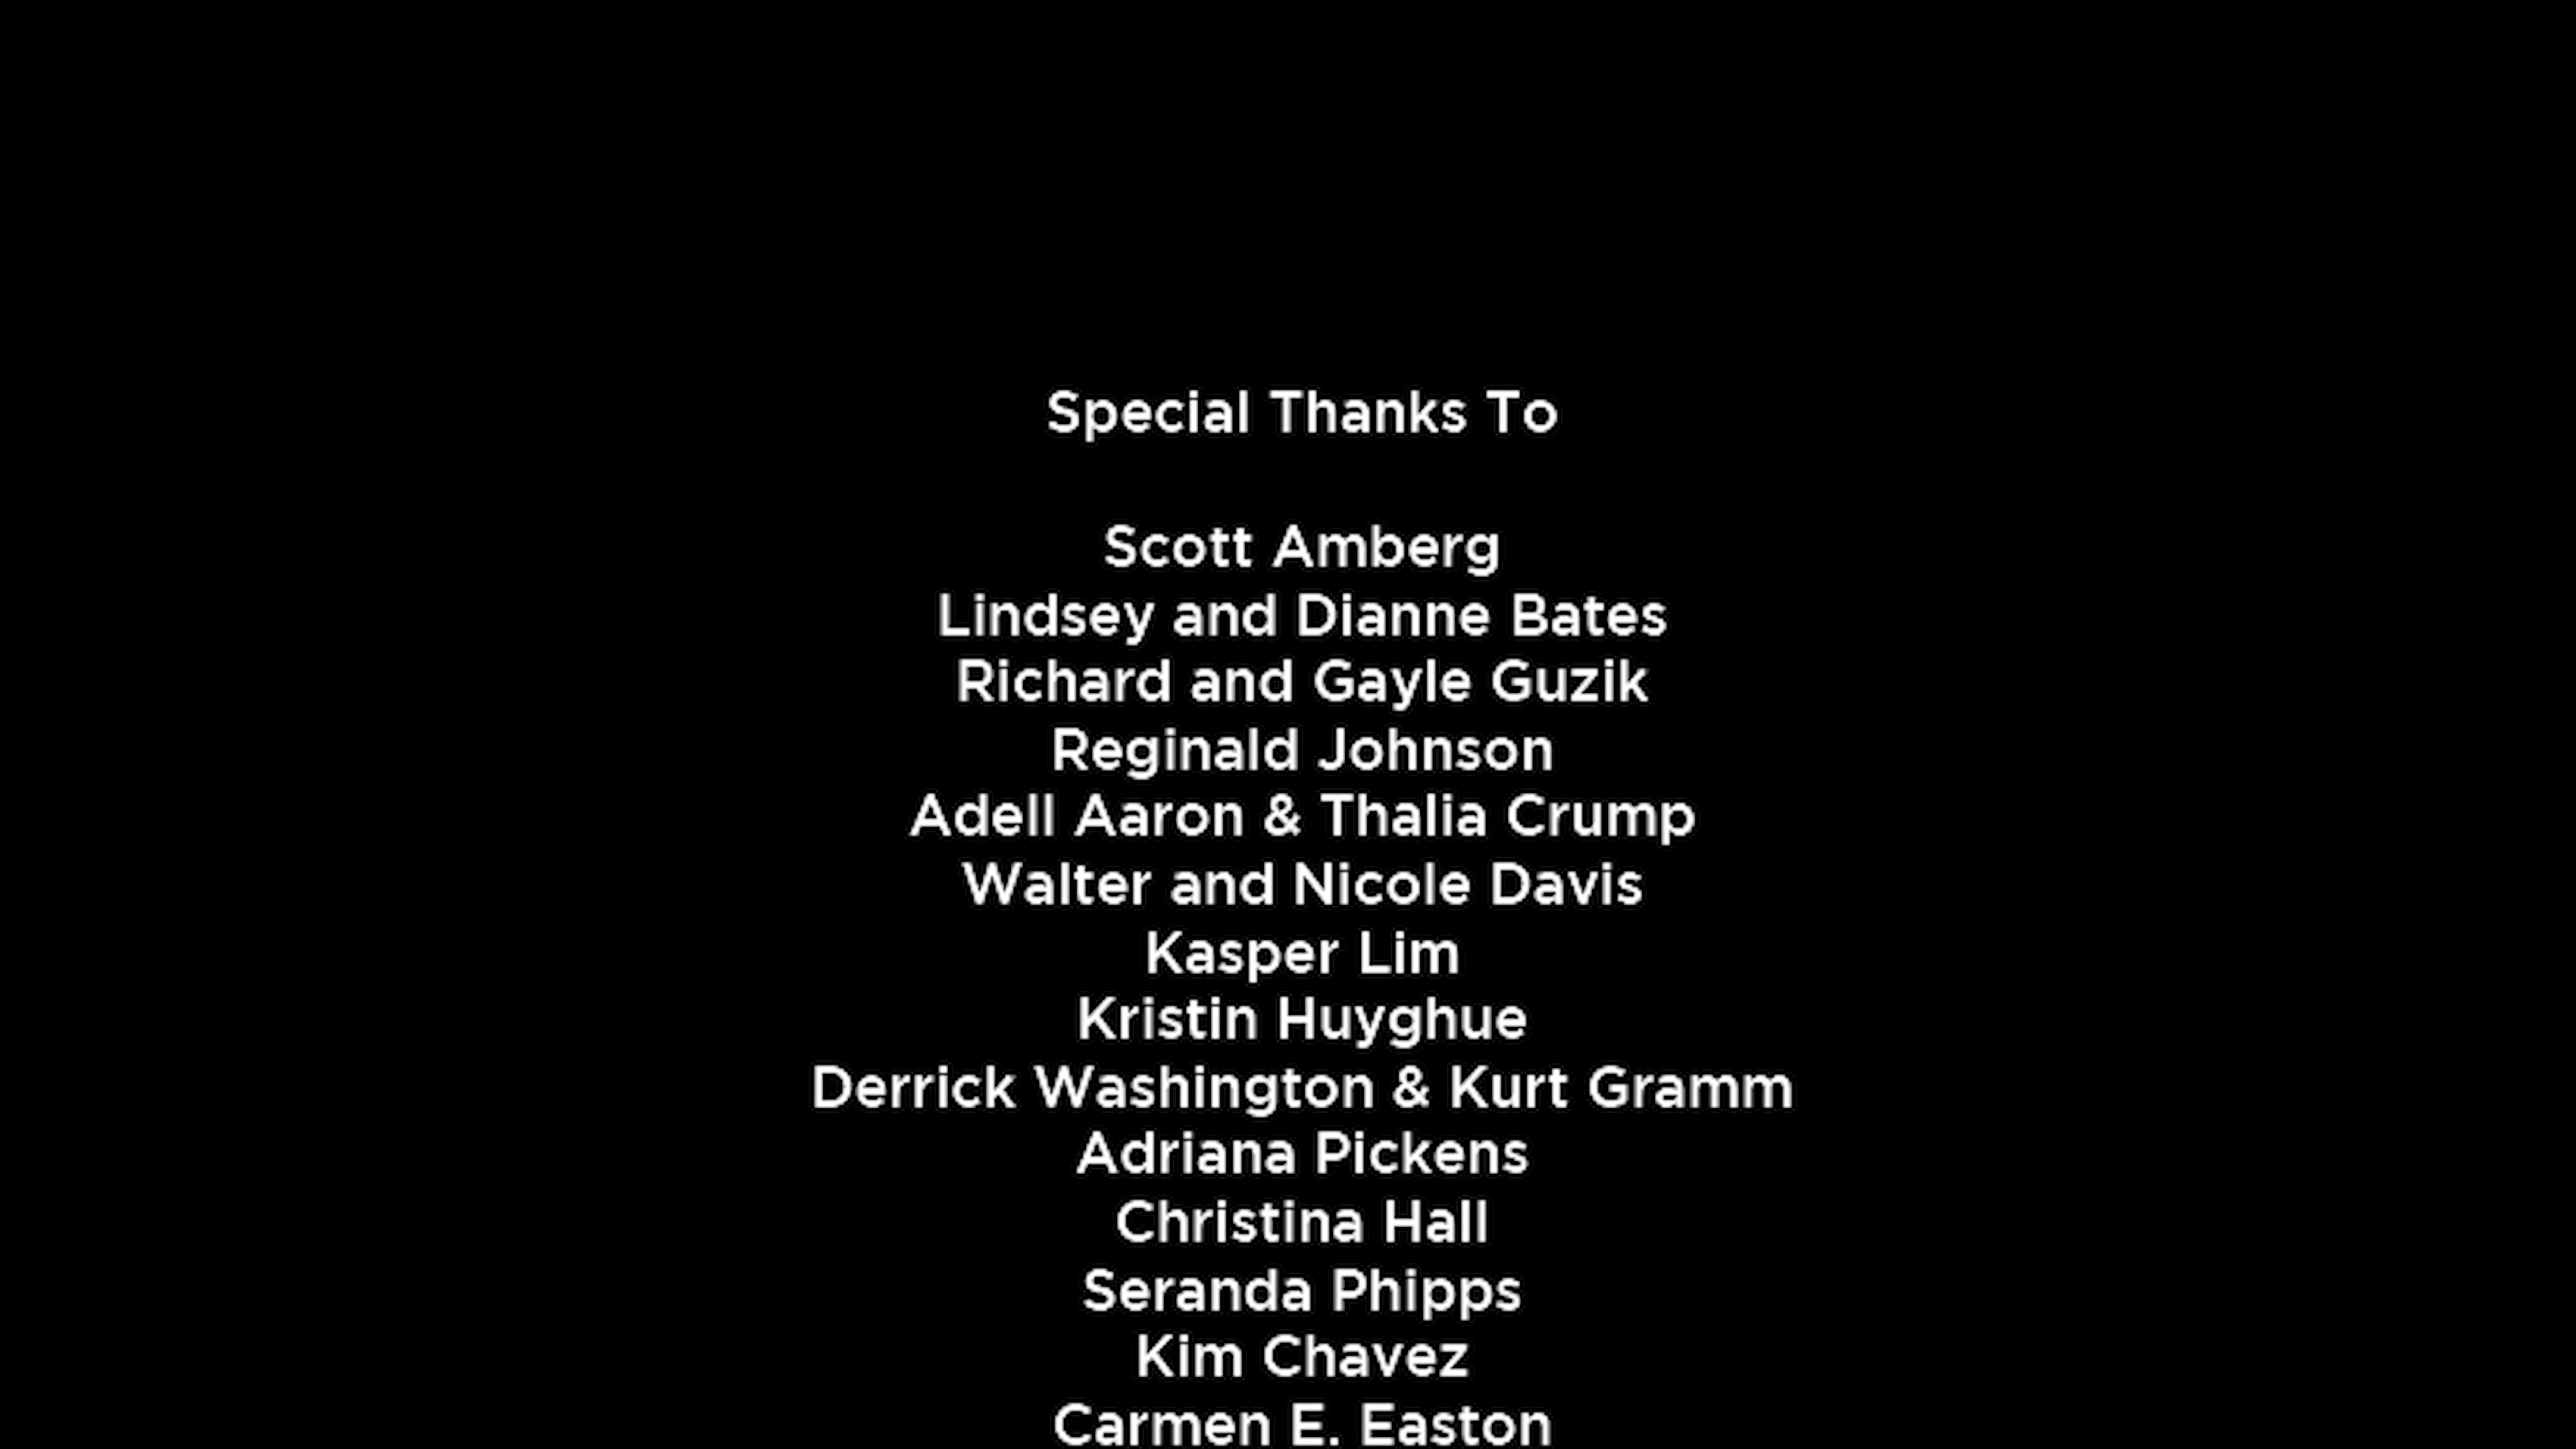 Special Thanks To
Scott Amberg
Lindsey and Dianne Bates
Richard and Gayle Guzik
Reginald Johnson
Adell Aaron & Thalia Crump
Walter and Nicole Davis
Kasper Lim
Kristin Huyghue
Derrick Washington & Kurt Gramm
Adriana Pickens
Christina Hall
Seranda Phipps
Kim Chavez
Carmen E. Easton